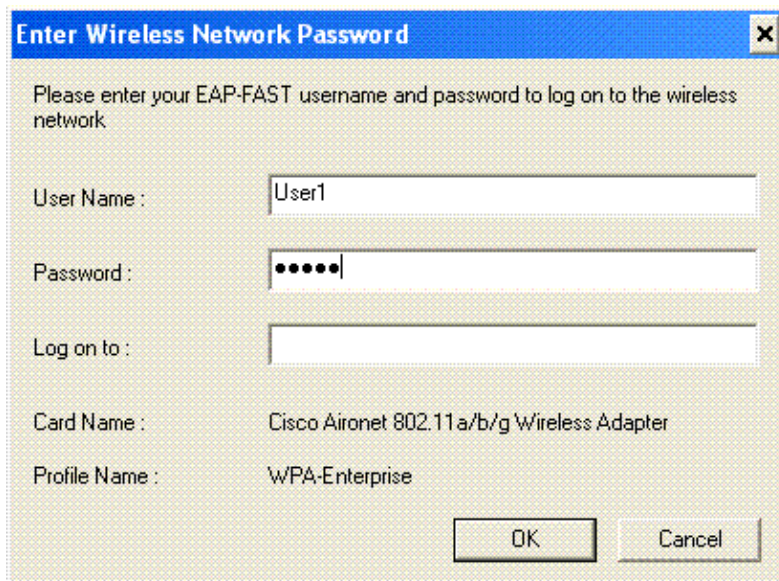 Enter Wireless Network Password
Please enter your EAP-FAST username and password to log on to the wireless
network
User Name : User1
Password : •••••
Log on to :
Card Name : Cisco Aironet 802.11a/b/g Wireless Adapter
Profile Name : WPA-Enterprise
OK Cancel